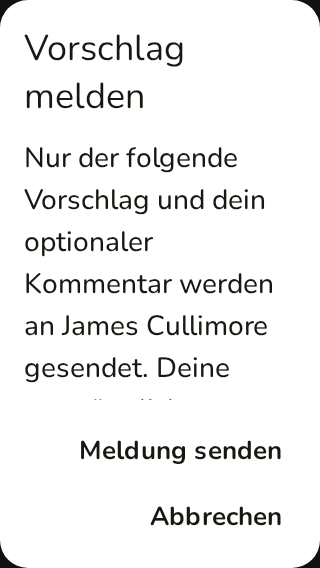 Vorschlag
melden
Nur der folgende
Vorschlag und dein
optionaler
Kommentar werden
an James Cullimore
gesendet. Deine
Meldung senden
Abbrechen